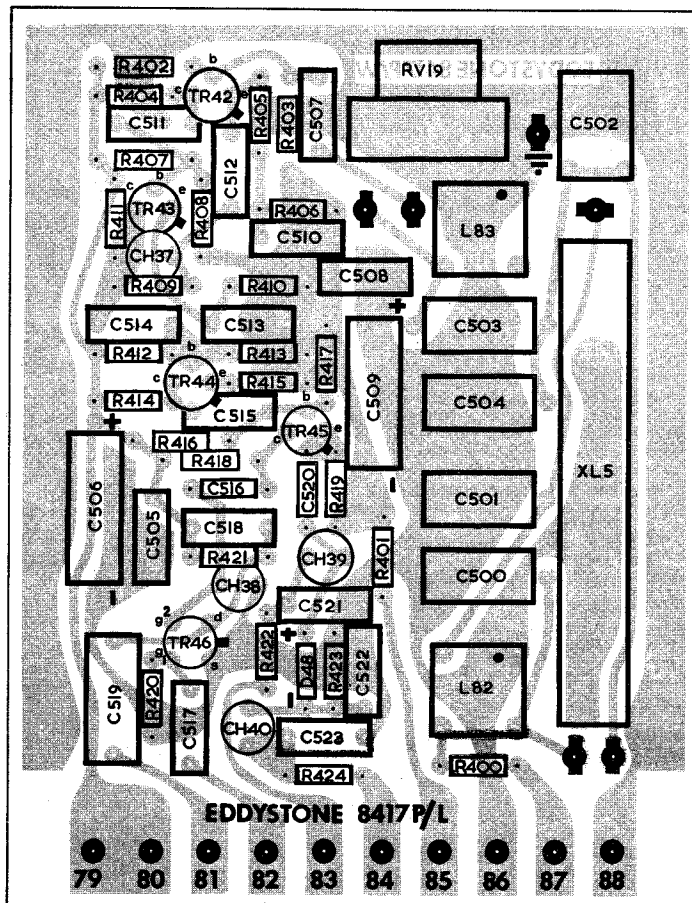 R402
b
EDDYSTONE
RV19
R404
c
TR42
e
R405
R403
C507
C502
C511
R407
C512
b
c
TR43
e
R411
R408
R406
L83
C510
CH37
R409
R410
C508
+
C514
C513
C503
R412
b
R413
R417
C509
c
TR44
e
R415
C504
R414
b
C515
+
TR45
c
e
R416
XL5
R418
C506
C516
C520
R419
-
C501
C505
C518
R401
R421
CH39
CH38
C500
-
C521
g2
d
TR46
g1
s
R422
+
D48
R423
C522
L82
C519
R420
C517
-
CH40
C523
R424
R400
EDDYSTONE 8417P/L
79 80 81 82 83 84 85 86 87 88